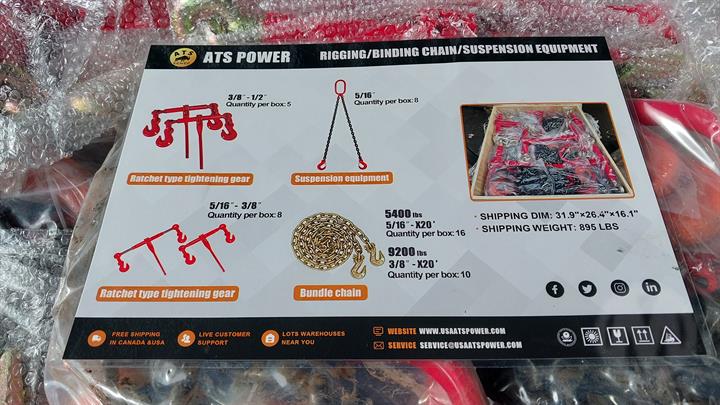 ATS
ATS POWER
RIGGING/BINDING CHAIN/SUSPENSION EQUIPMENT
3/8" - 1/2"
Quantity per box: 5
Ratchet type tightening gear
5/16"
Quantity per box: 8
Suspension equipment
5/16" - 3/8"
Quantity per box: 8
Ratchet type tightening gear
5400 lbs
5/16" -X20'
Quantity per box: 16
9200 lbs
3/8" - X20'
Quantity per box: 10
Bundle chain
· SHIPPING DIM: 31.9"×26.4"×16.1"
· SHIPPING WEIGHT: 895 LBS
FREE SHIPPING
IN CANADA &USA
LIVE CUSTOMER
SUPPORT
LOTS WAREHOUSES
NEAR YOU
WEBSITE WWW.USAATSPOWER.COM
SERVICE SERVICE@USAATSPOWER.COM